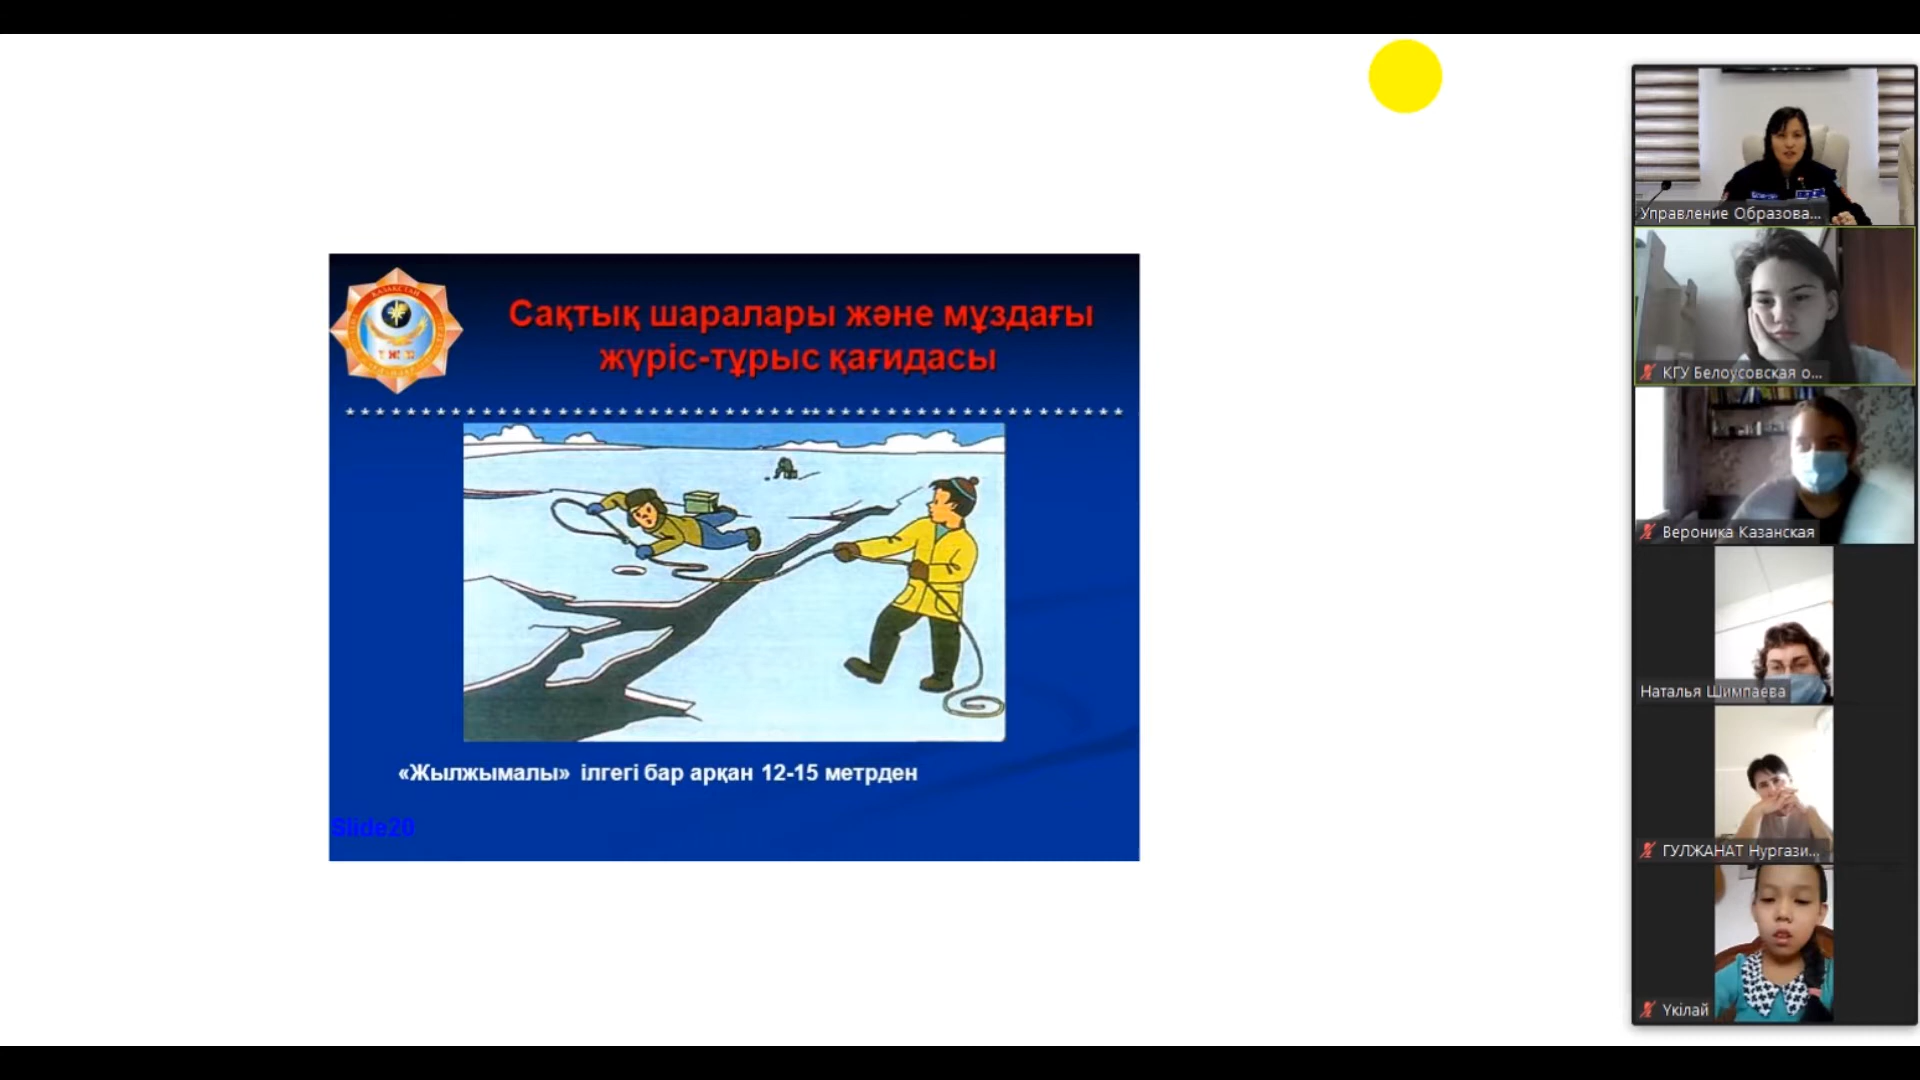 Сақтық шаралары және мұздағы
жүріс-тұрыс қағидасы
«Жылжымалы» ілгегі бар арқан 12-15 метрден
Slide20
Управление Образова...
КГУ Белоусовская о...
Вероника Казанская
Наталья Шимпаева
ГУЛЖАНАТ Нургази...
Үкілай